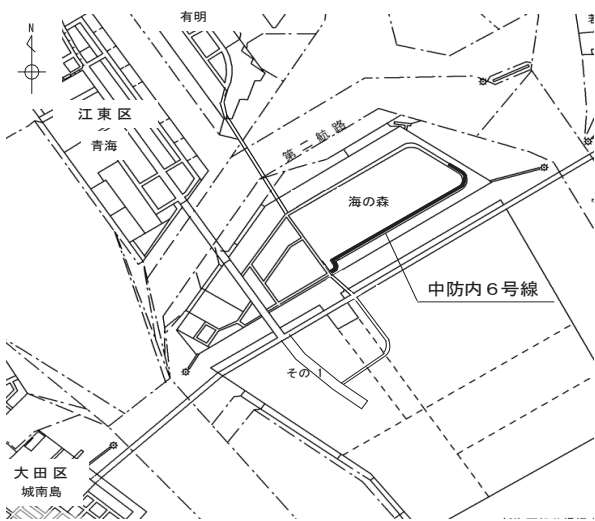 有明
N
江東区
青海
第二航路
海の森
中防内6号線
その1
大田区
城南島